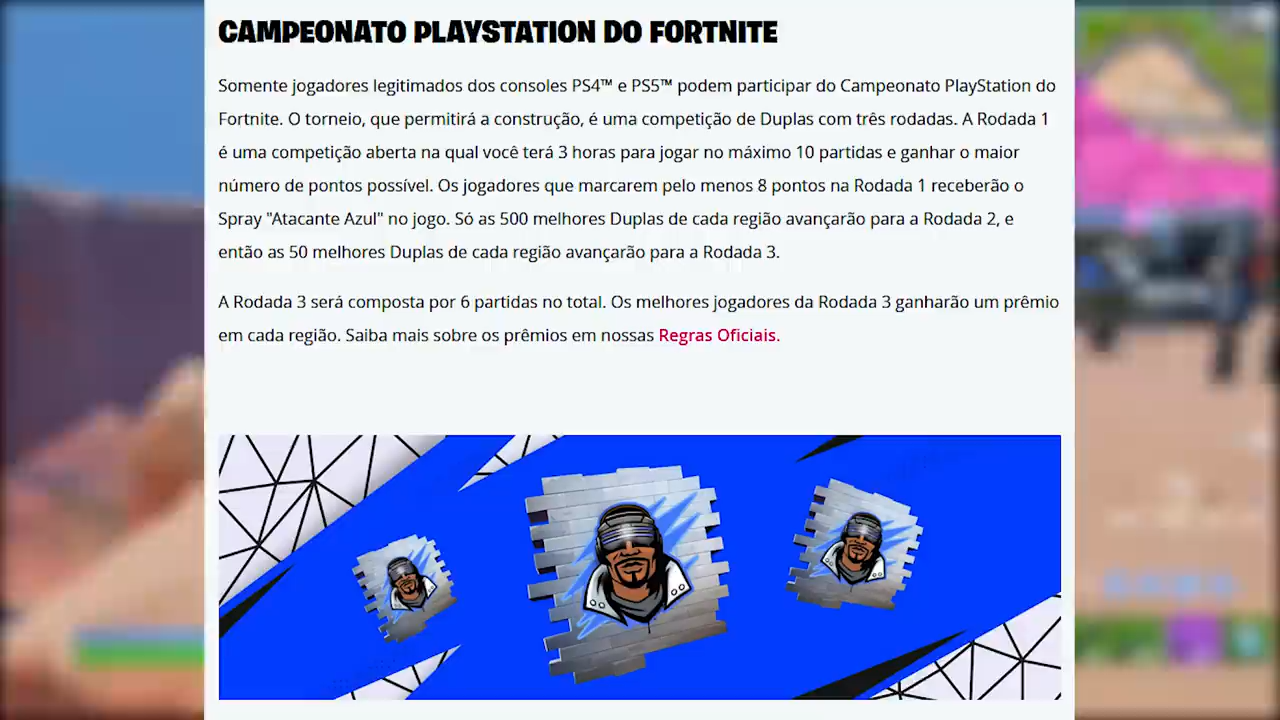 CAMPEONATO PLAYSTATION DO FORTNITE
Somente jogadores legitimados dos consoles PS4™ e PS5™ podem participar do Campeonato PlayStation do
Fortnite. O torneio, que permitirá a construção, é uma competição de Duplas com três rodadas. A Rodada 1
é uma competição aberta na qual você terá 3 horas para jogar no máximo 10 partidas e ganhar o maior
número de pontos possível. Os jogadores que marcarem pelo menos 8 pontos na Rodada 1 receberão o
Spray "Atacante Azul" no jogo. Só as 500 melhores Duplas de cada região avançarão para a Rodada 2, e
então as 50 melhores Duplas de cada região avançarão para a Rodada 3.
A Rodada 3 será composta por 6 partidas no total. Os melhores jogadores da Rodada 3 ganharão um prêmio
em cada região. Saiba mais sobre os prêmios em nossas Regras Oficiais.